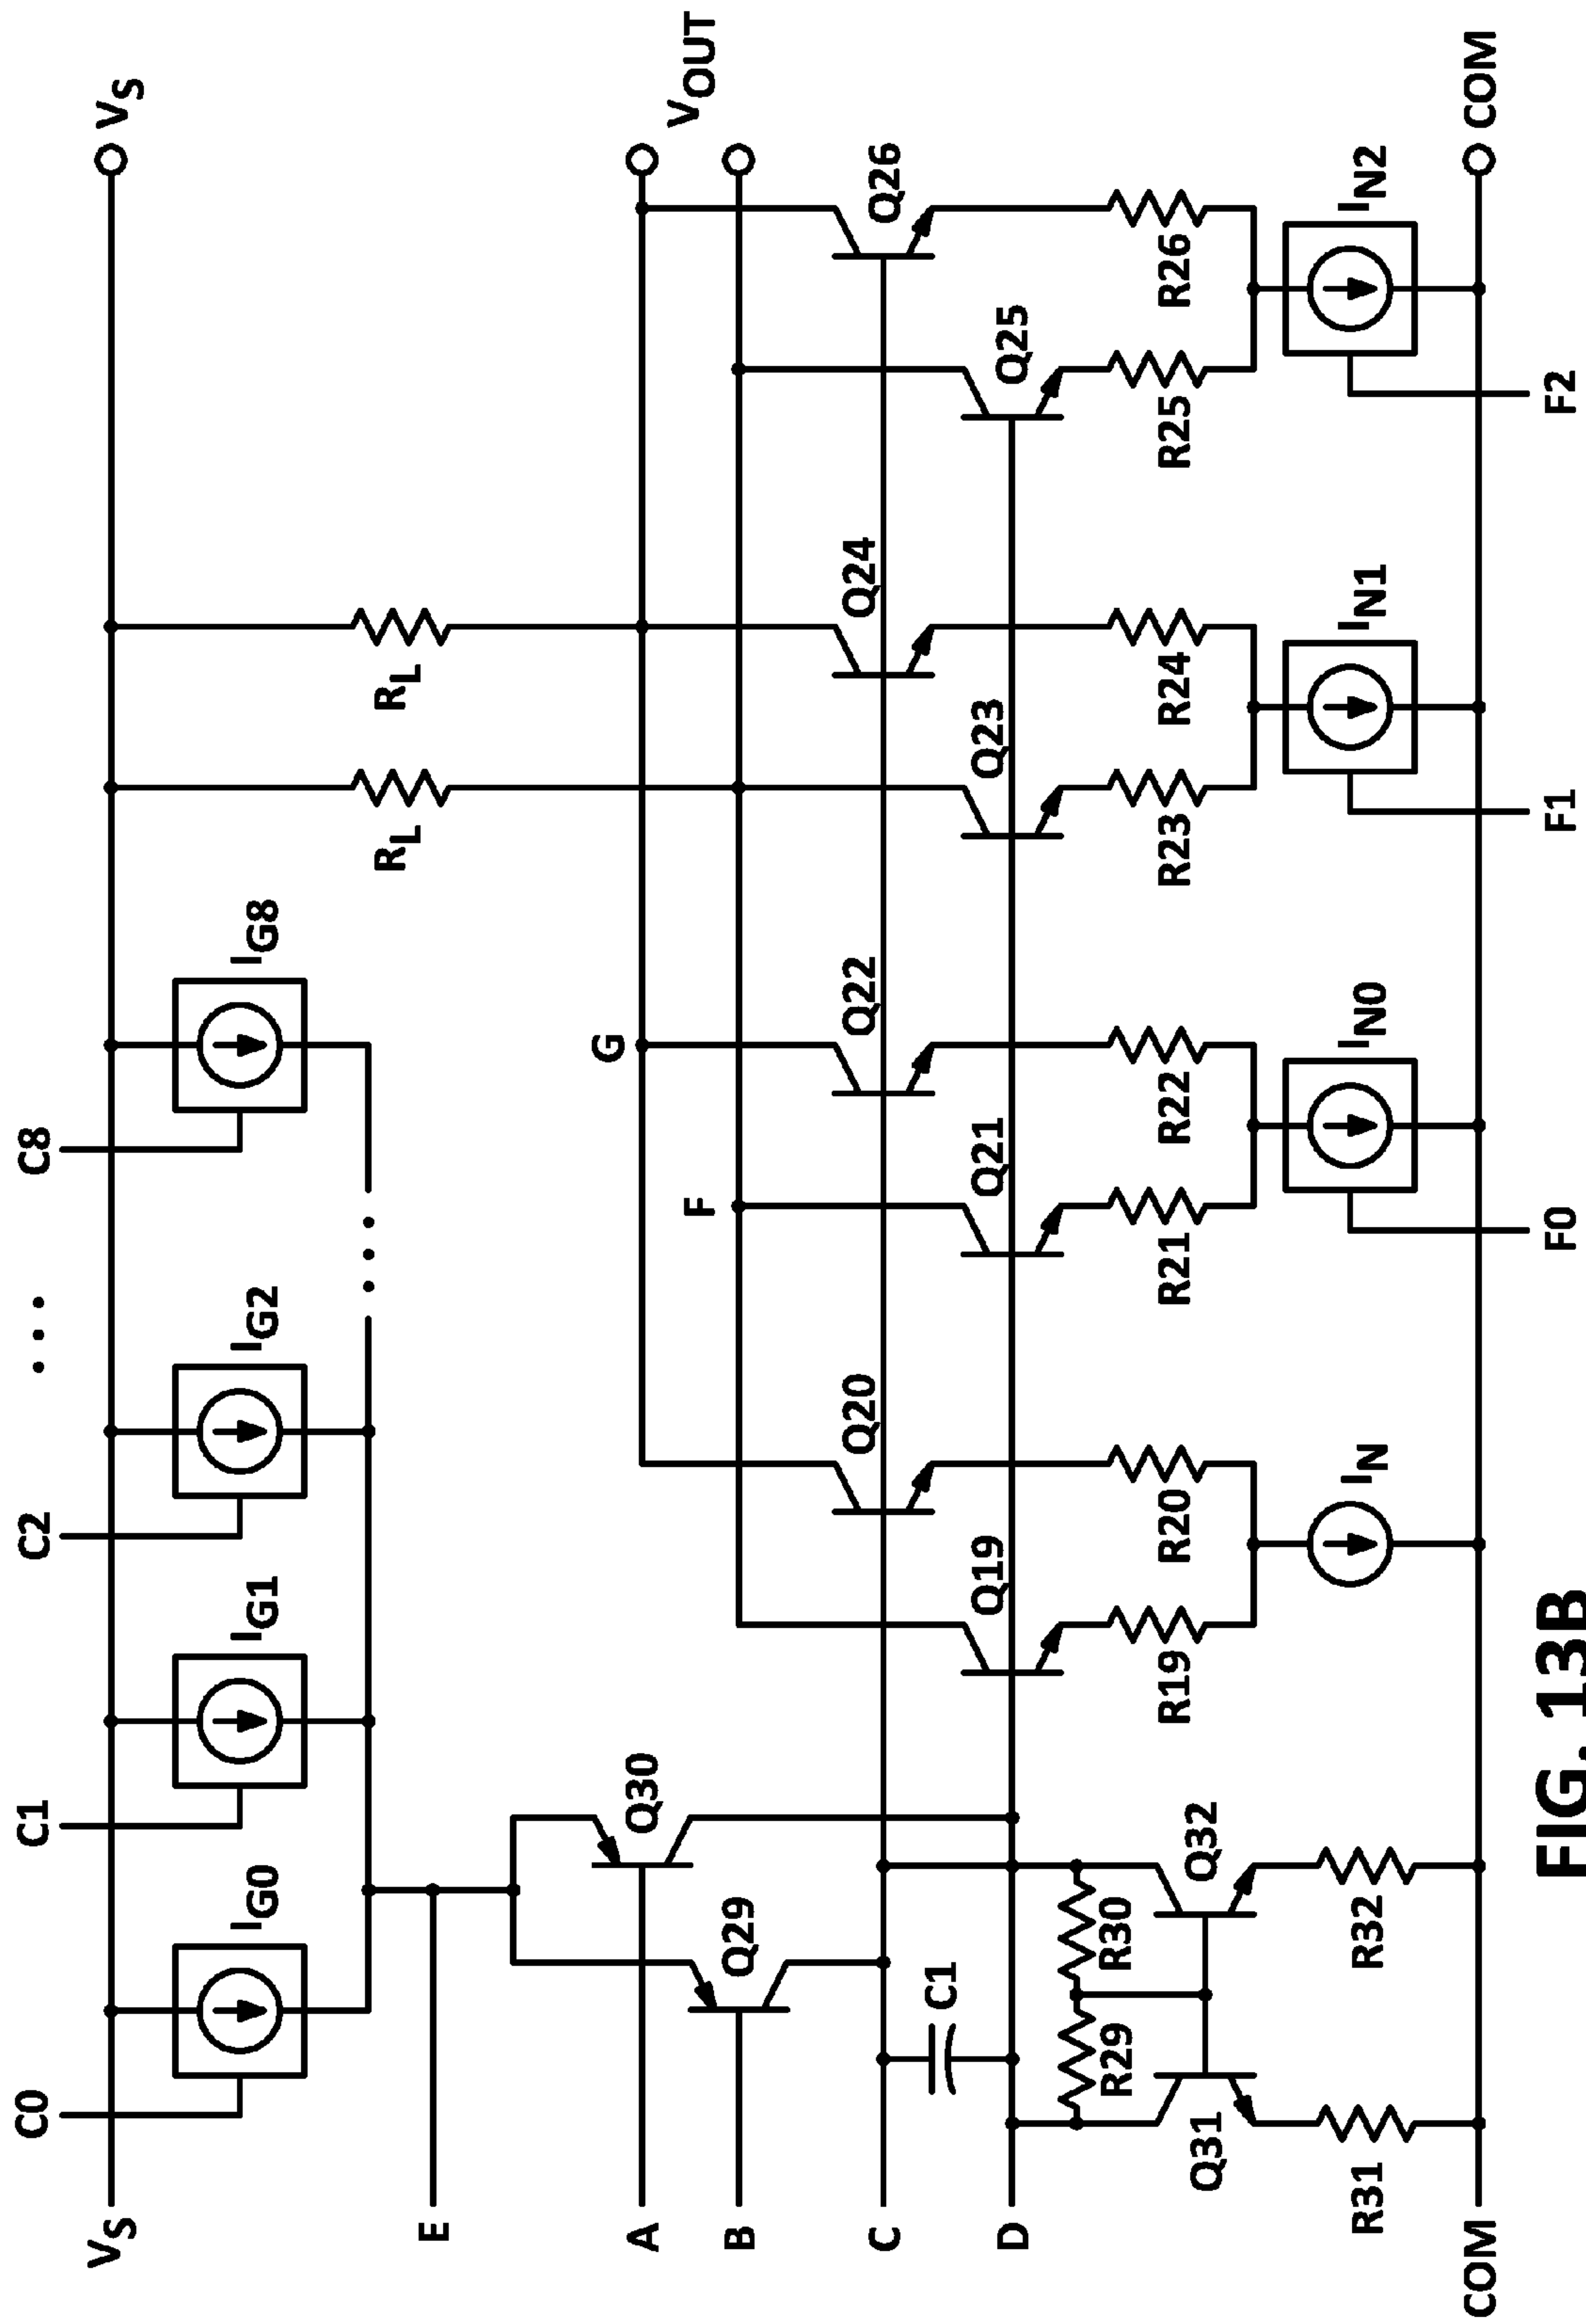 C0
C1
C2
• • •
C8
VS
VS
IG0
IG1
IG2
IG8
• • •
E
RL
RL
A
Q30
G
VOUT
B
Q29
F
C
C1
Q20
Q22
Q24
Q26
D
Q19
Q21
Q23
Q25
R29
R30
Q31
Q32
R19
R20
R21
R22
R23
R24
R25
R26
R31
R32
IN
IN0
IN1
IN2
COM
COM
F0
F1
F2
FIG. 13B